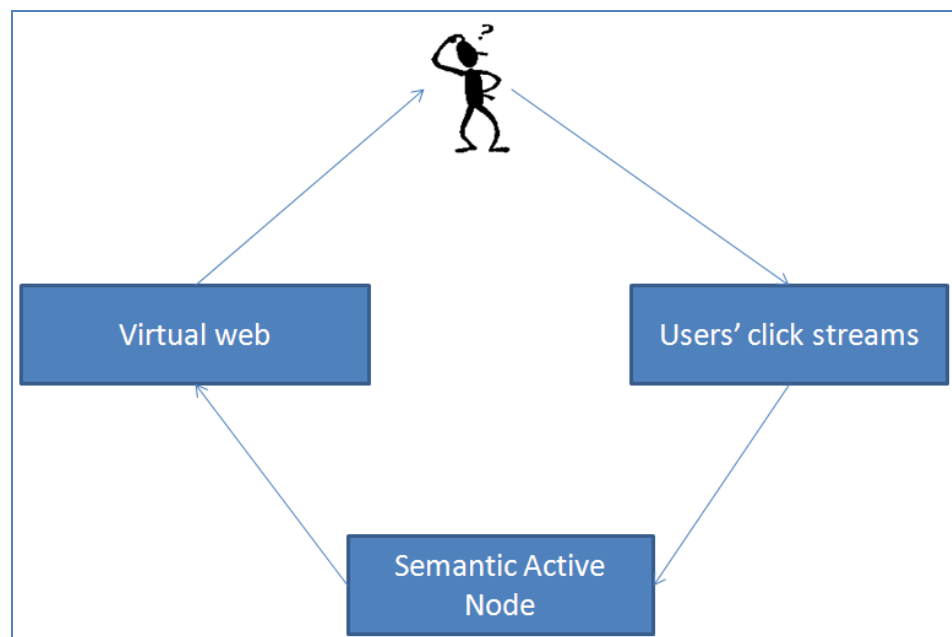 ?
Virtual web
Users’ click streams
Semantic Active
Node